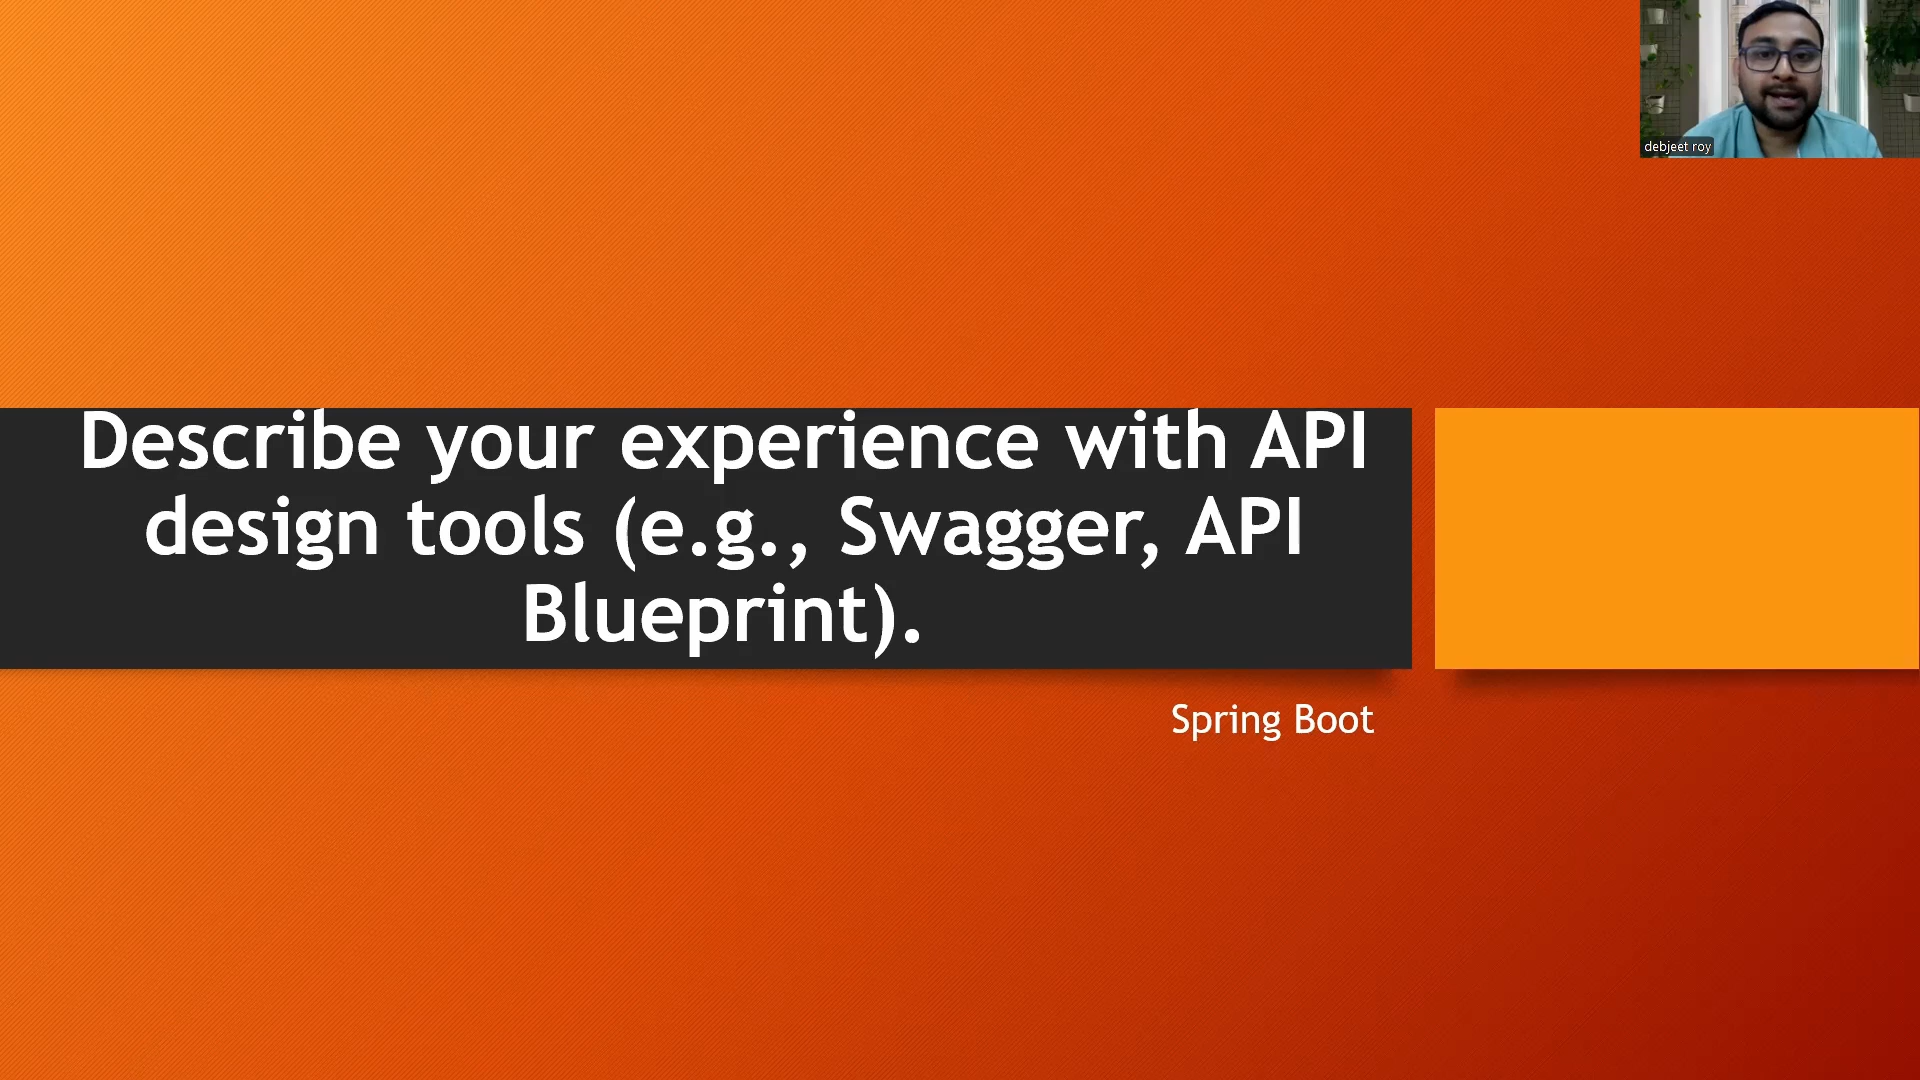 debjeet roy
Describe your experience with API
design tools (e.g., Swagger, API
Blueprint).
Spring Boot